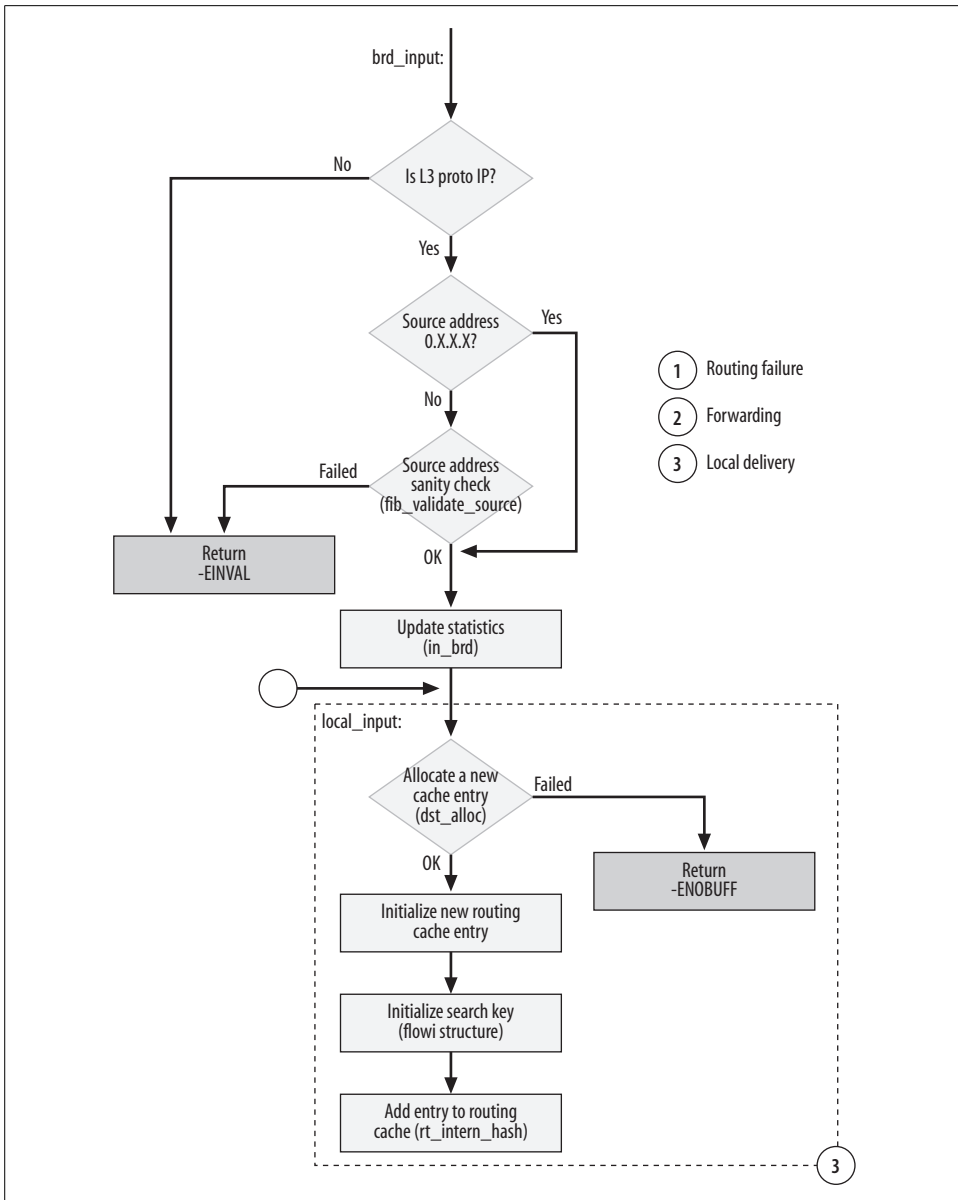 brd_input:
Is L3 proto IP?
No
Yes
Source address
0.X.X.X?
Yes
No
1 Routing failure
2 Forwarding
3 Local delivery
Source address
sanity check
(fib_validate_source)
Failed
OK
Return
-EINVAL
Update statistics
(in_brd)
local_input:
Allocate a new
cache entry
(dst_alloc)
Failed
OK
Return
-ENOBUFF
Initialize new routing
cache entry
Initialize search key
(flowi structure)
Add entry to routing
cache (rt_intern_hash)
3